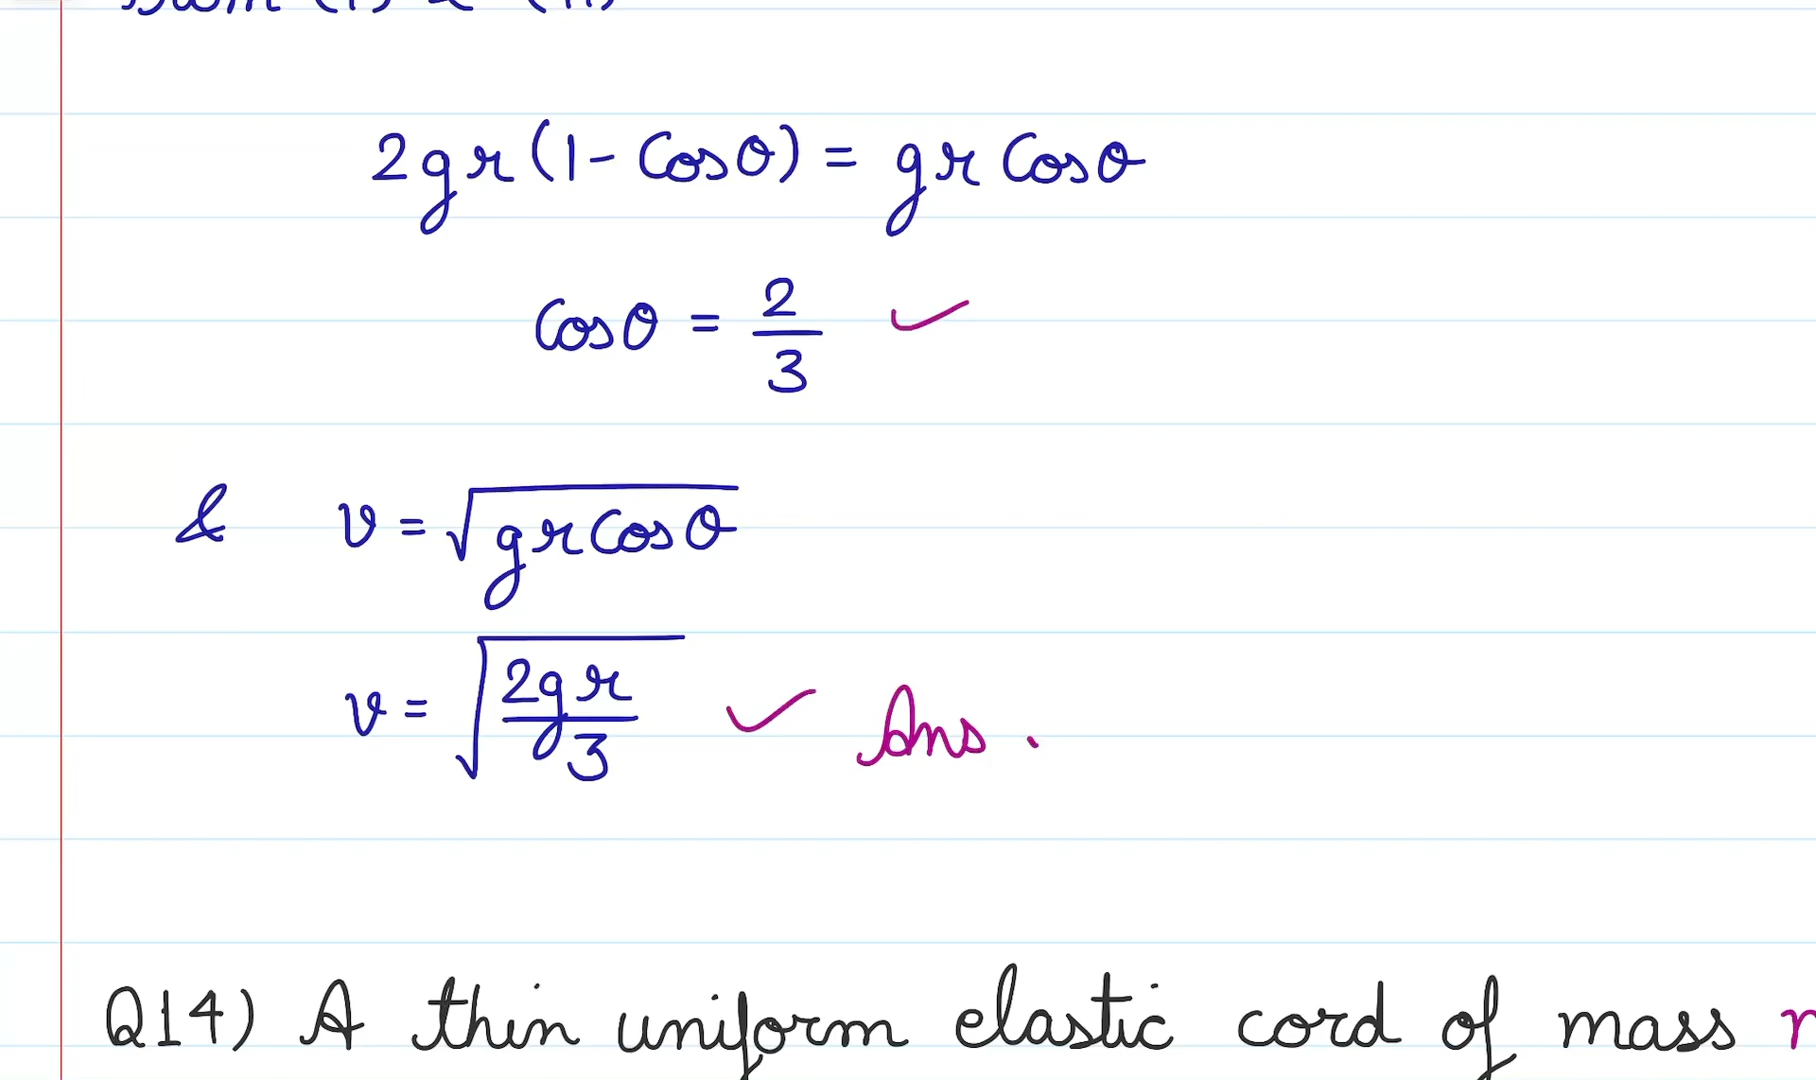 2gr(1- Cosθ) = gr Cosθ
Cosθ = 2/3 ✓
& v = √(gr Cosθ)
v = √(2gr/3) ✓ Ans.
Q14) A thin uniform elastic cord of mass